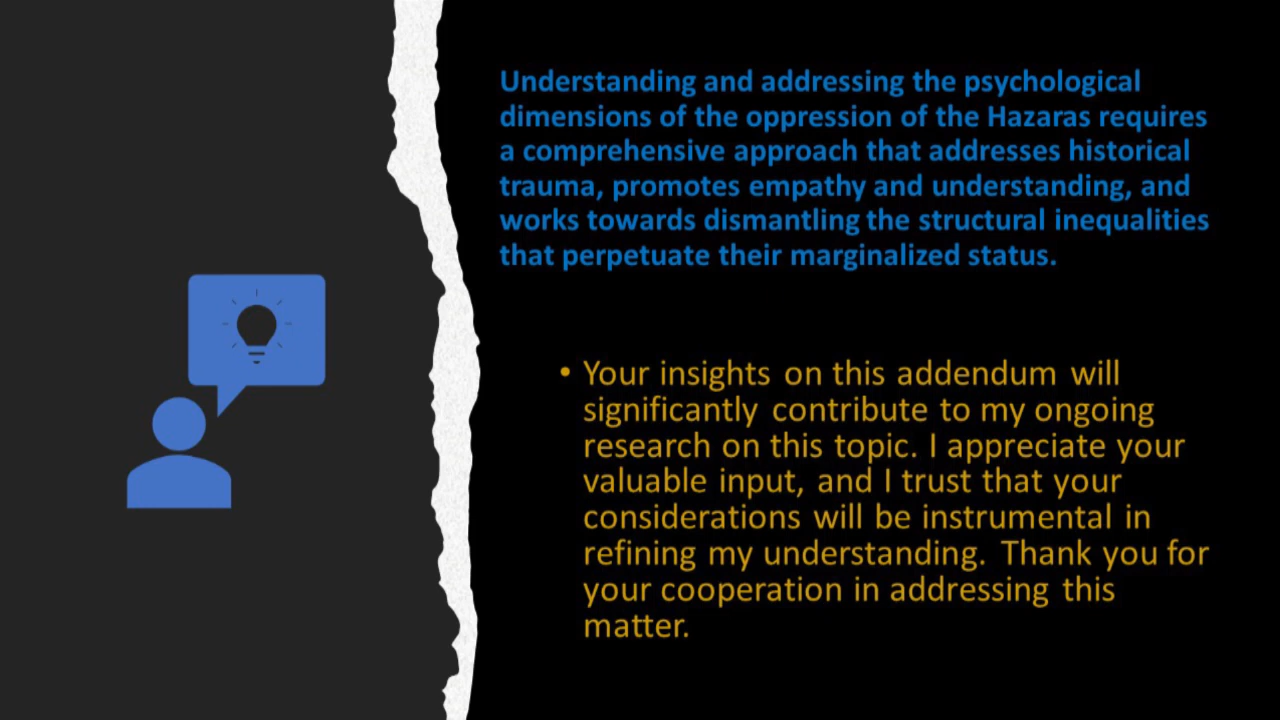 Understanding and addressing the psychological
dimensions of the oppression of the Hazaras requires
a comprehensive approach that addresses historical
trauma, promotes empathy and understanding, and
works towards dismantling the structural inequalities
that perpetuate their marginalized status.
• Your insights on this addendum will
significantly contribute to my ongoing
research on this topic. I appreciate your
valuable input, and I trust that your
considerations will be instrumental in
refining my understanding. Thank you for
your cooperation in addressing this
matter.